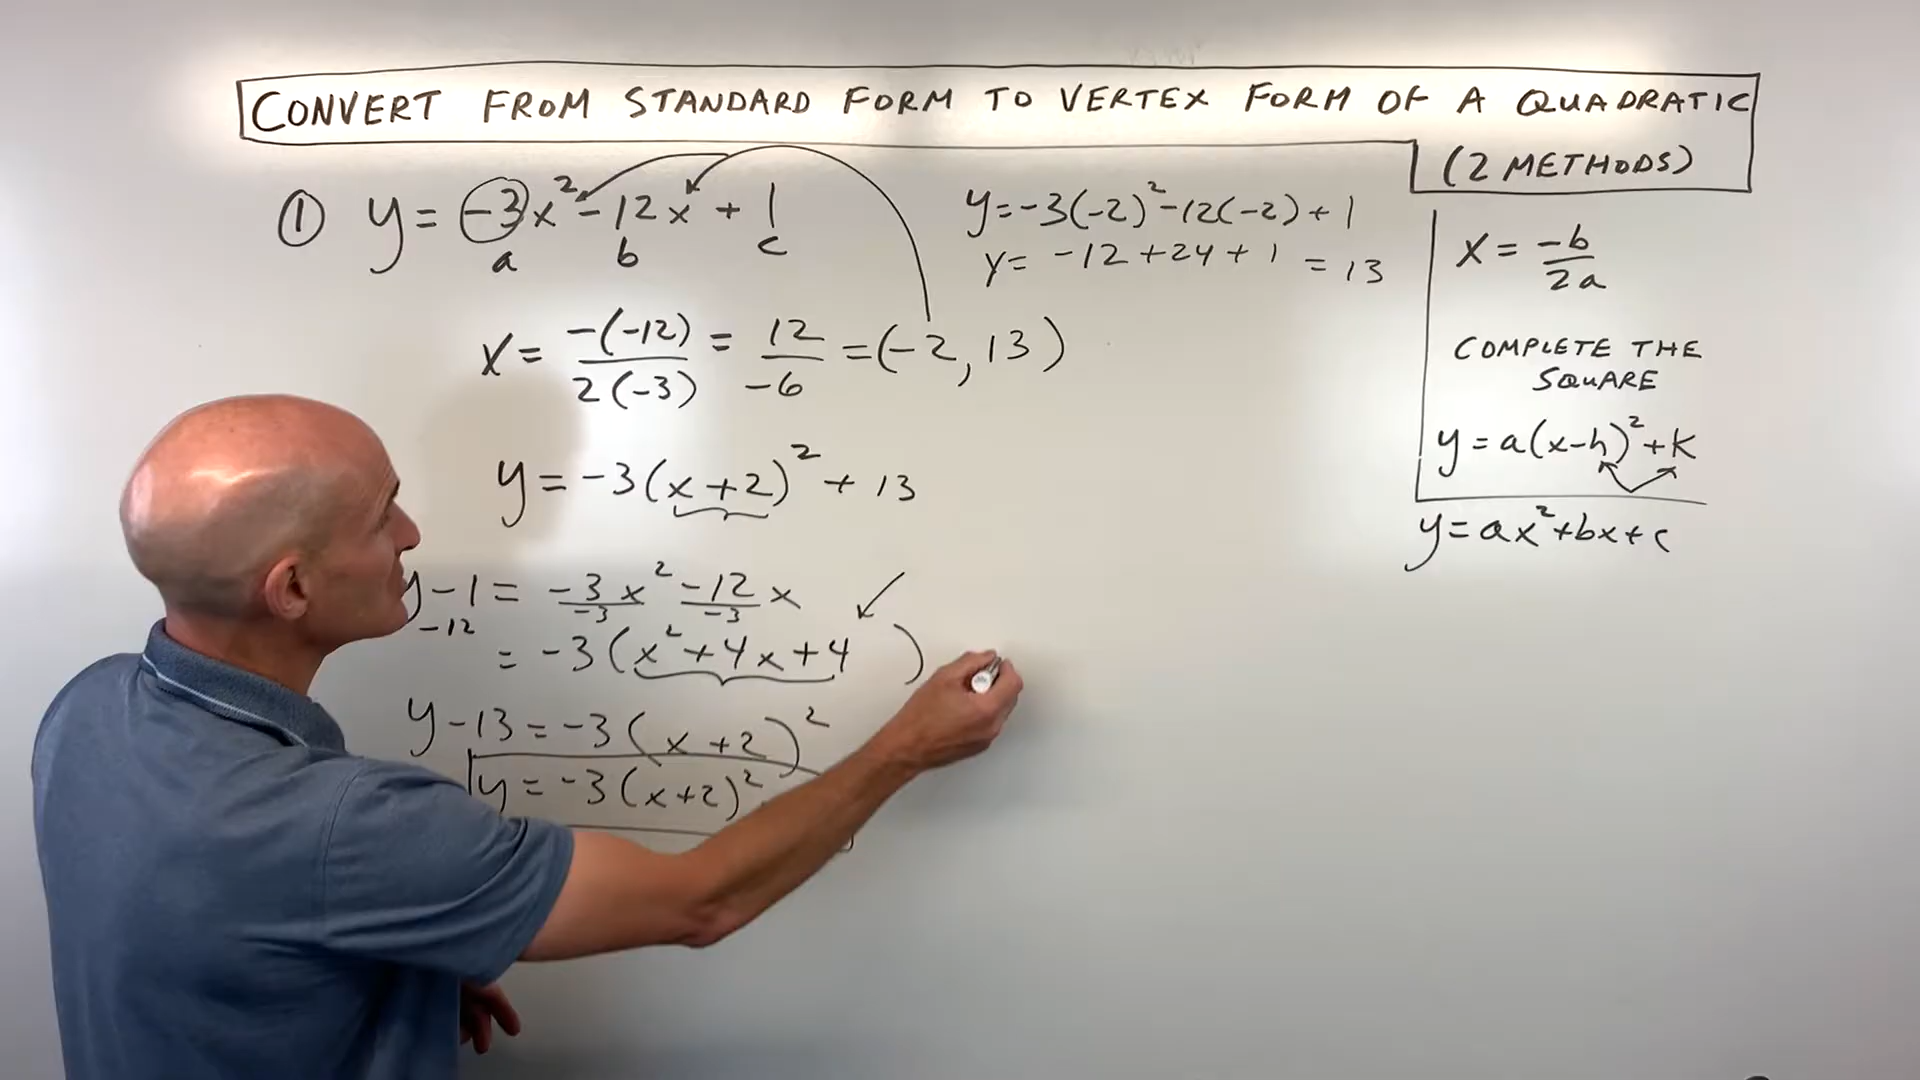 CONVERT FROM STANDARD FORM TO VERTEX FORM OF A QUADRATIC
(2 METHODS)
① y = -3x² - 12x + 1
a b c
y = -3(-2)² - 12(-2) + 1
y = -12 + 24 + 1 = 13
x = -b/2a
x = -(-12)/2(-3) = 12/-6 = (-2, 13)
COMPLETE THE
SQUARE
y = a(x-h)² + k
y = -3(x+2)² + 13
y = ax² + bx + c
y - 1 = -3x²/-3 - 12x/-3
-12
= -3(x² + 4x + 4 )
y - 13 = -3(x + 2)²
y = -3(x+2)²